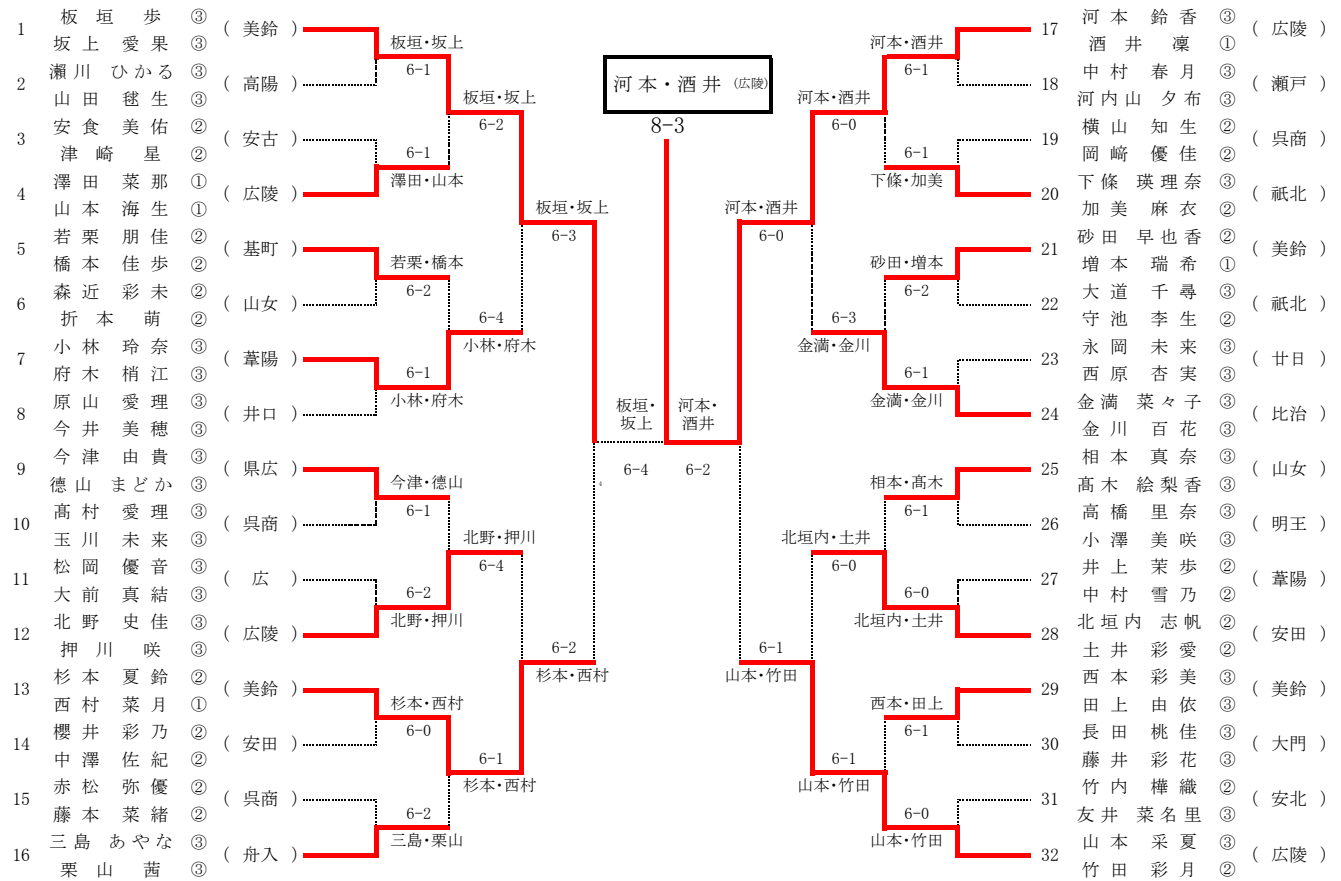 1 板垣 歩 ③ ( 美鈴 )
坂上 愛果 ③
2 瀬川 ひかる ③ ( 高陽 )
山田 毬生 ③
3 安食 美佑 ② ( 安古 )
津崎 星 ②
4 澤田 菜那 ① ( 広陵 )
山本 海生 ①
5 若栗 朋佳 ② ( 基町 )
橋本 佳歩 ②
6 森近 彩未 ② ( 山女 )
折本 萌 ②
7 小林 玲奈 ③ ( 葦陽 )
府木 梢江 ③
8 原山 愛理 ③ ( 井口 )
今井 美穂 ③
9 今津 由貴 ③ ( 県広 )
德山 まどか ③
10 髙村 愛理 ③ ( 呉商 )
玉川 未来 ③
11 松岡 優音 ③ ( 広 )
大前 真結 ③
12 北野 史佳 ③ ( 広陵 )
押川 咲 ③
13 杉本 夏鈴 ② ( 美鈴 )
西村 菜月 ①
14 櫻井 彩乃 ② ( 安田 )
中澤 佐紀 ②
15 赤松 弥優 ② ( 呉商 )
藤本 菜緒 ②
16 三島 あやな ③ ( 舟入 )
栗山 茜 ③
板垣・坂上
6-1
6-1
澤田・山本
若栗・橋本
6-2
6-1
小林・府木
今津・德山
6-1
6-2
北野・押川
杉本・西村
6-0
6-2
三島・栗山
板垣・坂上
6-2
6-4
小林・府木
北野・押川
6-4
6-1
杉本・西村
板垣・坂上
6-3
6-2
杉本・西村
板垣・
坂上
6-4
河本・酒井 (広陵)
8-3
河本・
酒井
6-2
河本・酒井
6-0
6-1
山本・竹田
河本・酒井
6-0
6-3
金満・金川
北垣内・土井
6-0
6-1
山本・竹田
河本・酒井
6-1
6-1
下條・加美
砂田・増本
6-2
6-1
金満・金川
相本・髙木
6-1
6-0
北垣内・土井
西本・田上
6-1
6-0
山本・竹田
17 河本 鈴香 ③ ( 広陵 )
酒井 凜 ①
18 中村 春月 ③ ( 瀬戸 )
河内山 夕布 ③
19 横山 知生 ② ( 呉商 )
岡﨑 優佳 ②
20 下條 瑛理奈 ③ ( 祇北 )
加美 麻衣 ②
21 砂田 早也香 ② ( 美鈴 )
増本 瑞希 ①
22 大道 千尋 ③ ( 祇北 )
守池 李生 ②
23 永岡 未来 ③ ( 廿日 )
西原 杏実 ③
24 金満 菜々子 ③ ( 比治 )
金川 百花 ③
25 相本 真奈 ③ ( 山女 )
髙木 絵梨香 ③
26 高橋 里奈 ③ ( 明王 )
小澤 美咲 ③
27 井上 茉歩 ② ( 葦陽 )
中村 雪乃 ②
28 北垣内 志帆 ② ( 安田 )
土井 彩愛 ②
29 西本 彩美 ③ ( 美鈴 )
田上 由依 ③
30 長田 桃佳 ③ ( 大門 )
藤井 彩花 ③
31 竹内 樺織 ② ( 安北 )
友井 菜名里 ③
32 山本 采夏 ③ ( 広陵 )
竹田 彩月 ②